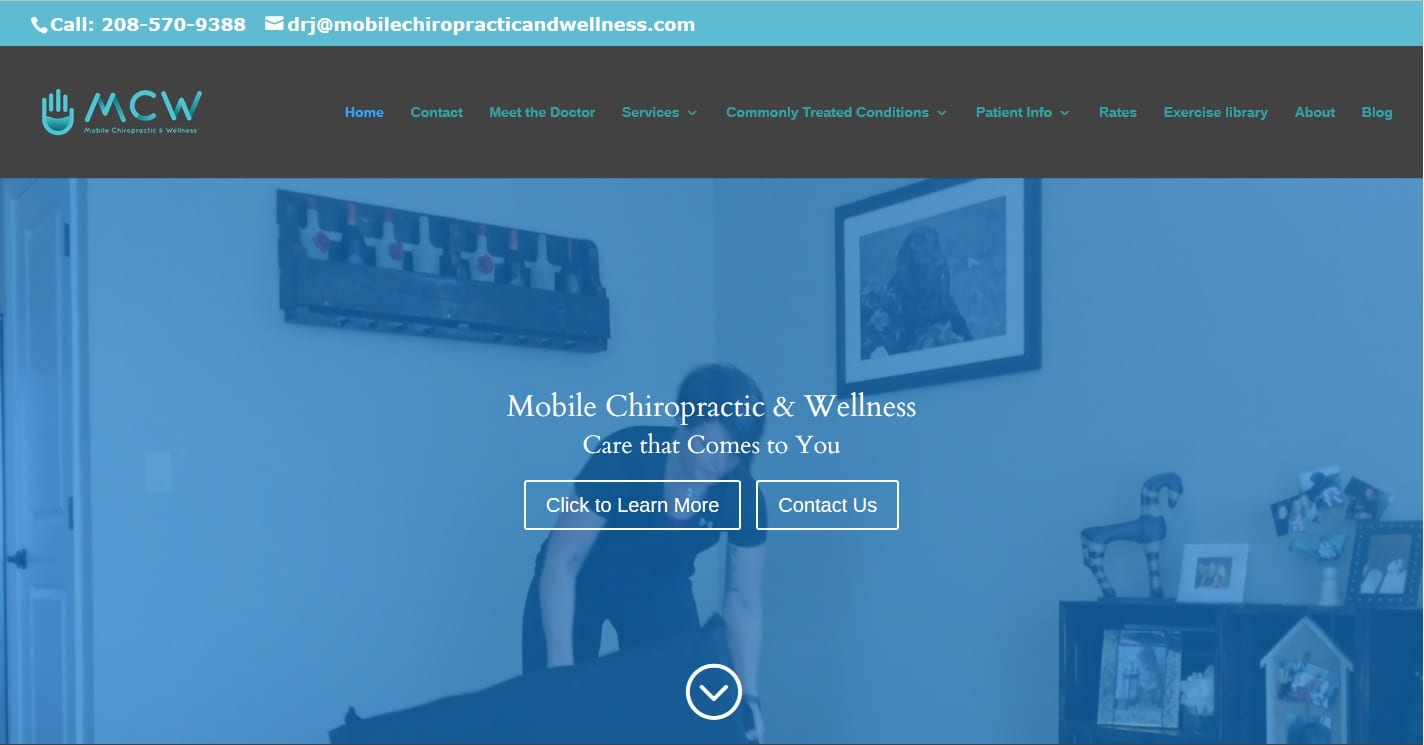 Call: 208-570-9388 drj@mobilechiropracticandwellness.com
MCW
Mobile Chiropractic & Wellness
Home Contact Meet the Doctor Services Commonly Treated Conditions Patient Info Rates Exercise library About Blog
Mobile Chiropractic & Wellness
Care that Comes to You
Click to Learn More Contact Us